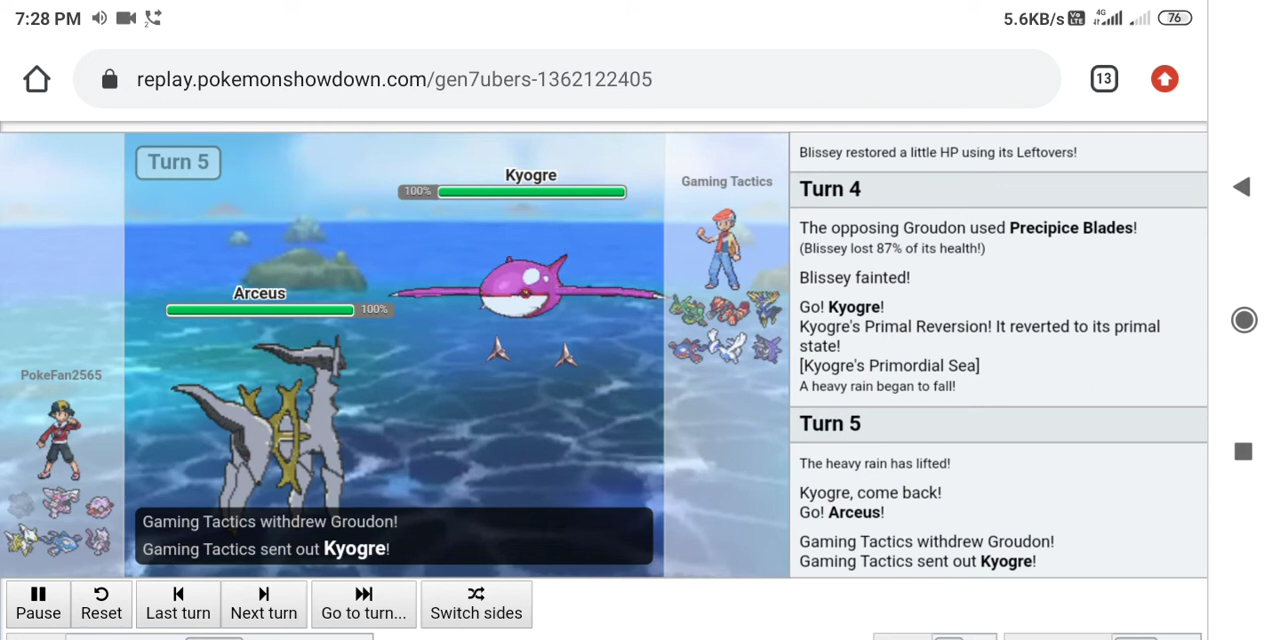 7:28 PM
2
5.6KB/s Vo LTE 4G 76
replay.pokemonshowdown.com/gen7ubers-1362122405
13
Turn 5
Kyogre
100%
Arceus
100%
Gaming Tactics
PokeFan2565
Gaming Tactics withdrew Groudon!
Gaming Tactics sent out Kyogre!
Blissey restored a little HP using its Leftovers!
Turn 4
The opposing Groudon used Precipice Blades!
(Blissey lost 87% of its health!)
Blissey fainted!
Go! Kyogre!
Kyogre's Primal Reversion! It reverted to its primal
state!
[Kyogre's Primordial Sea]
A heavy rain began to fall!
Turn 5
The heavy rain has lifted!
Kyogre, come back!
Go! Arceus!
Gaming Tactics withdrew Groudon!
Gaming Tactics sent out Kyogre!
Pause
Reset
Last turn
Next turn
Go to turn...
Switch sides